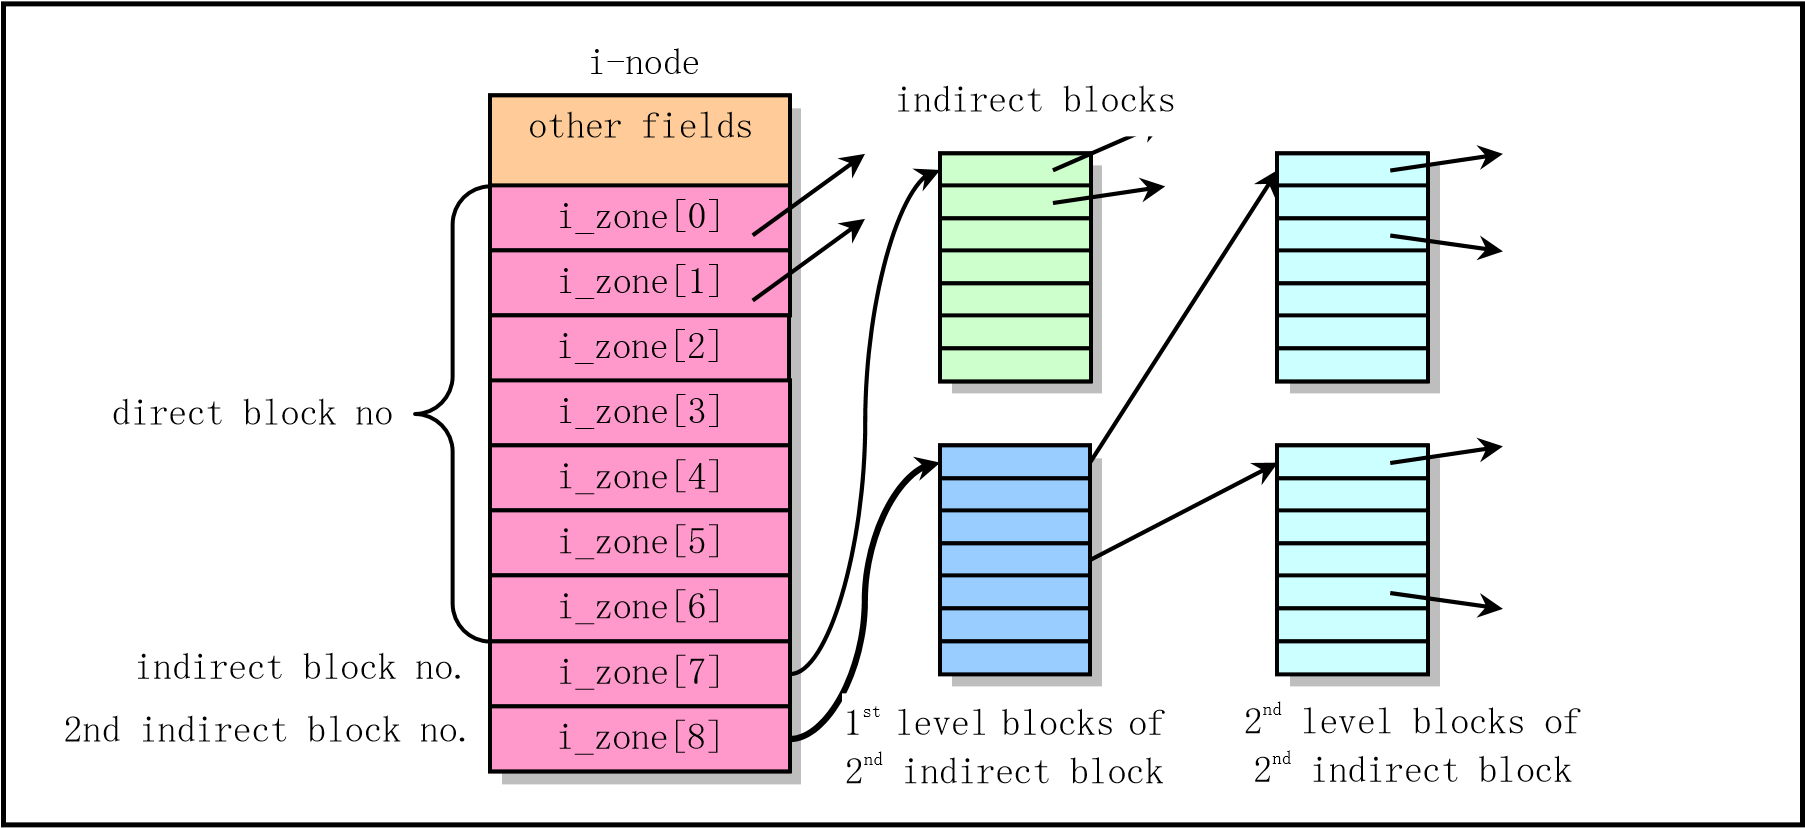 i-node
other fields
i_zone[0]
i_zone[1]
i_zone[2]
i_zone[3]
i_zone[4]
i_zone[5]
i_zone[6]
i_zone[7]
i_zone[8]
direct block no
indirect block no.
2nd indirect block no.
indirect blocks
1st level blocks of
2nd indirect block
2nd level blocks of
2nd indirect block